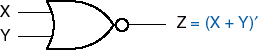 X
Y
Z = (X + Y)′